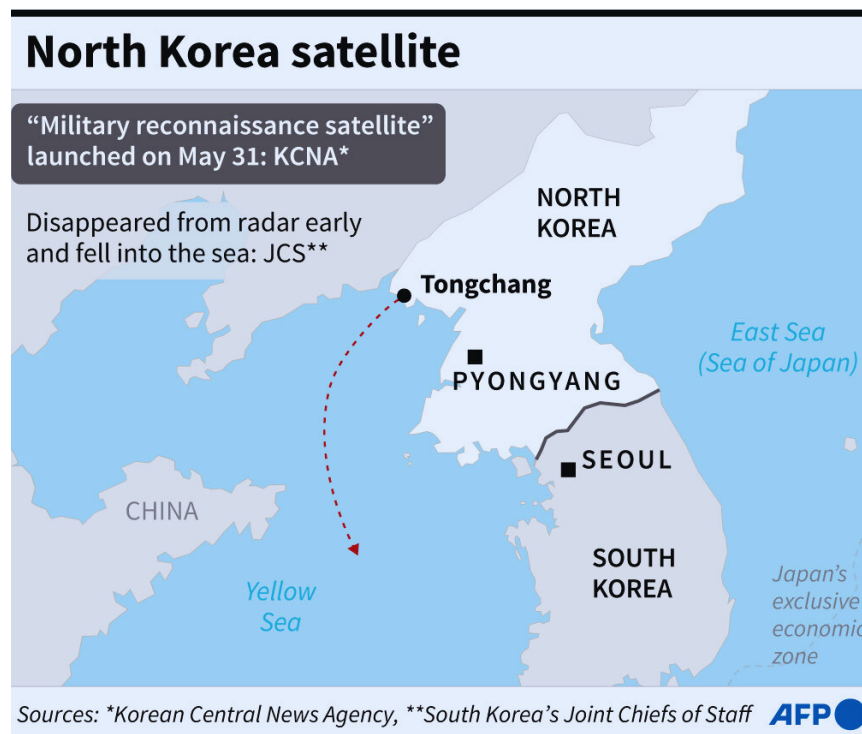 North Korea satellite
“Military reconnaissance satellite”
launched on May 31: KCNA*
Disappeared from radar early
and fell into the sea: JCS**
NORTH
KOREA
Tongchang
East Sea
(Sea of Japan)
PYONGYANG
SEOUL
CHINA
SOUTH
KOREA
Yellow
Sea
Japan’s
exclusive
economic
zone
Sources: *Korean Central News Agency, **South Korea’s Joint Chiefs of Staff AFP